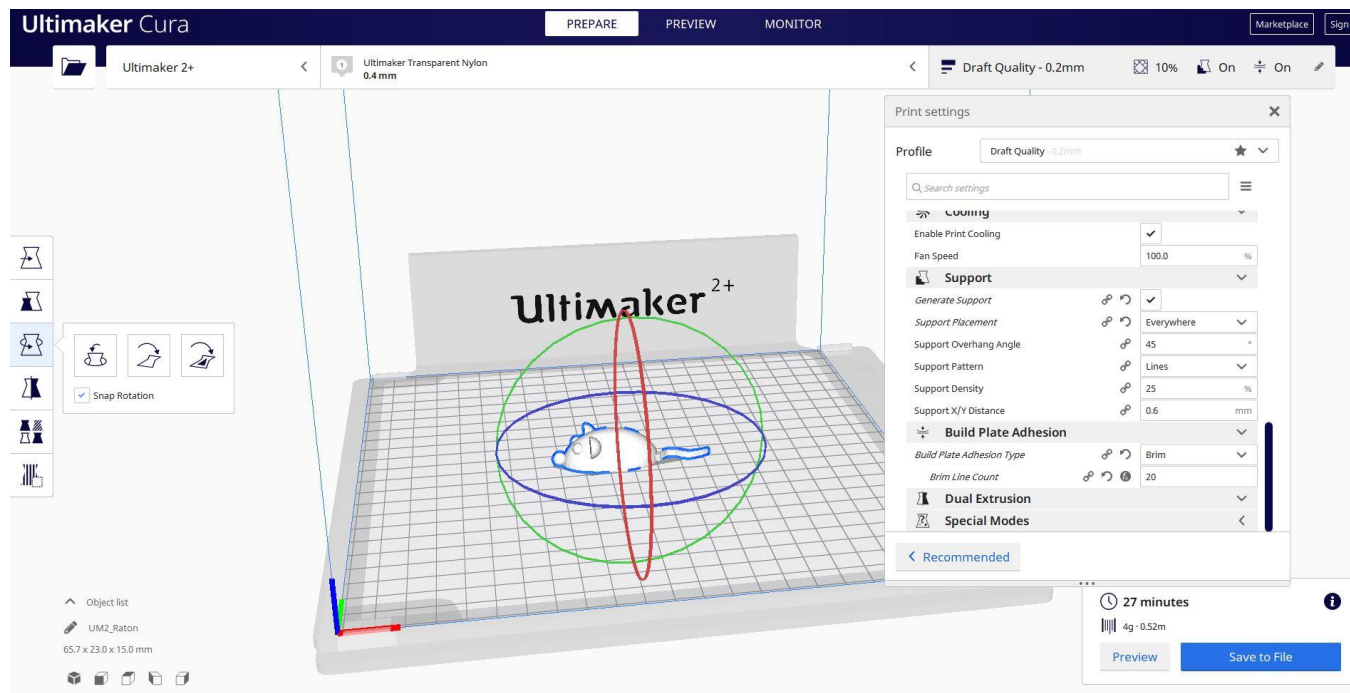 Ultimaker Cura
PREPARE
PREVIEW
MONITOR
Marketplace
Sign
Ultimaker 2+
1
Ultimaker Transparent Nylon
0.4 mm
Draft Quality - 0.2mm
10%
On
On
Print settings
Profile
Draft Quality - 0.2mm
Search settings
Cooling
Enable Print Cooling
Fan Speed 100.0 %
Support
Generate Support
Support Placement Everywhere
Support Overhang Angle 45 °
Support Pattern Lines
Support Density 25 %
Support X/Y Distance 0.6 mm
Build Plate Adhesion
Build Plate Adhesion Type Brim
Brim Line Count 20
Dual Extrusion
Special Modes
Recommended
Ultimaker 2+
Snap Rotation
Object list
UM2_Raton
65.7 x 23.0 x 15.0 mm
27 minutes
4g · 0.52m
Preview
Save to File